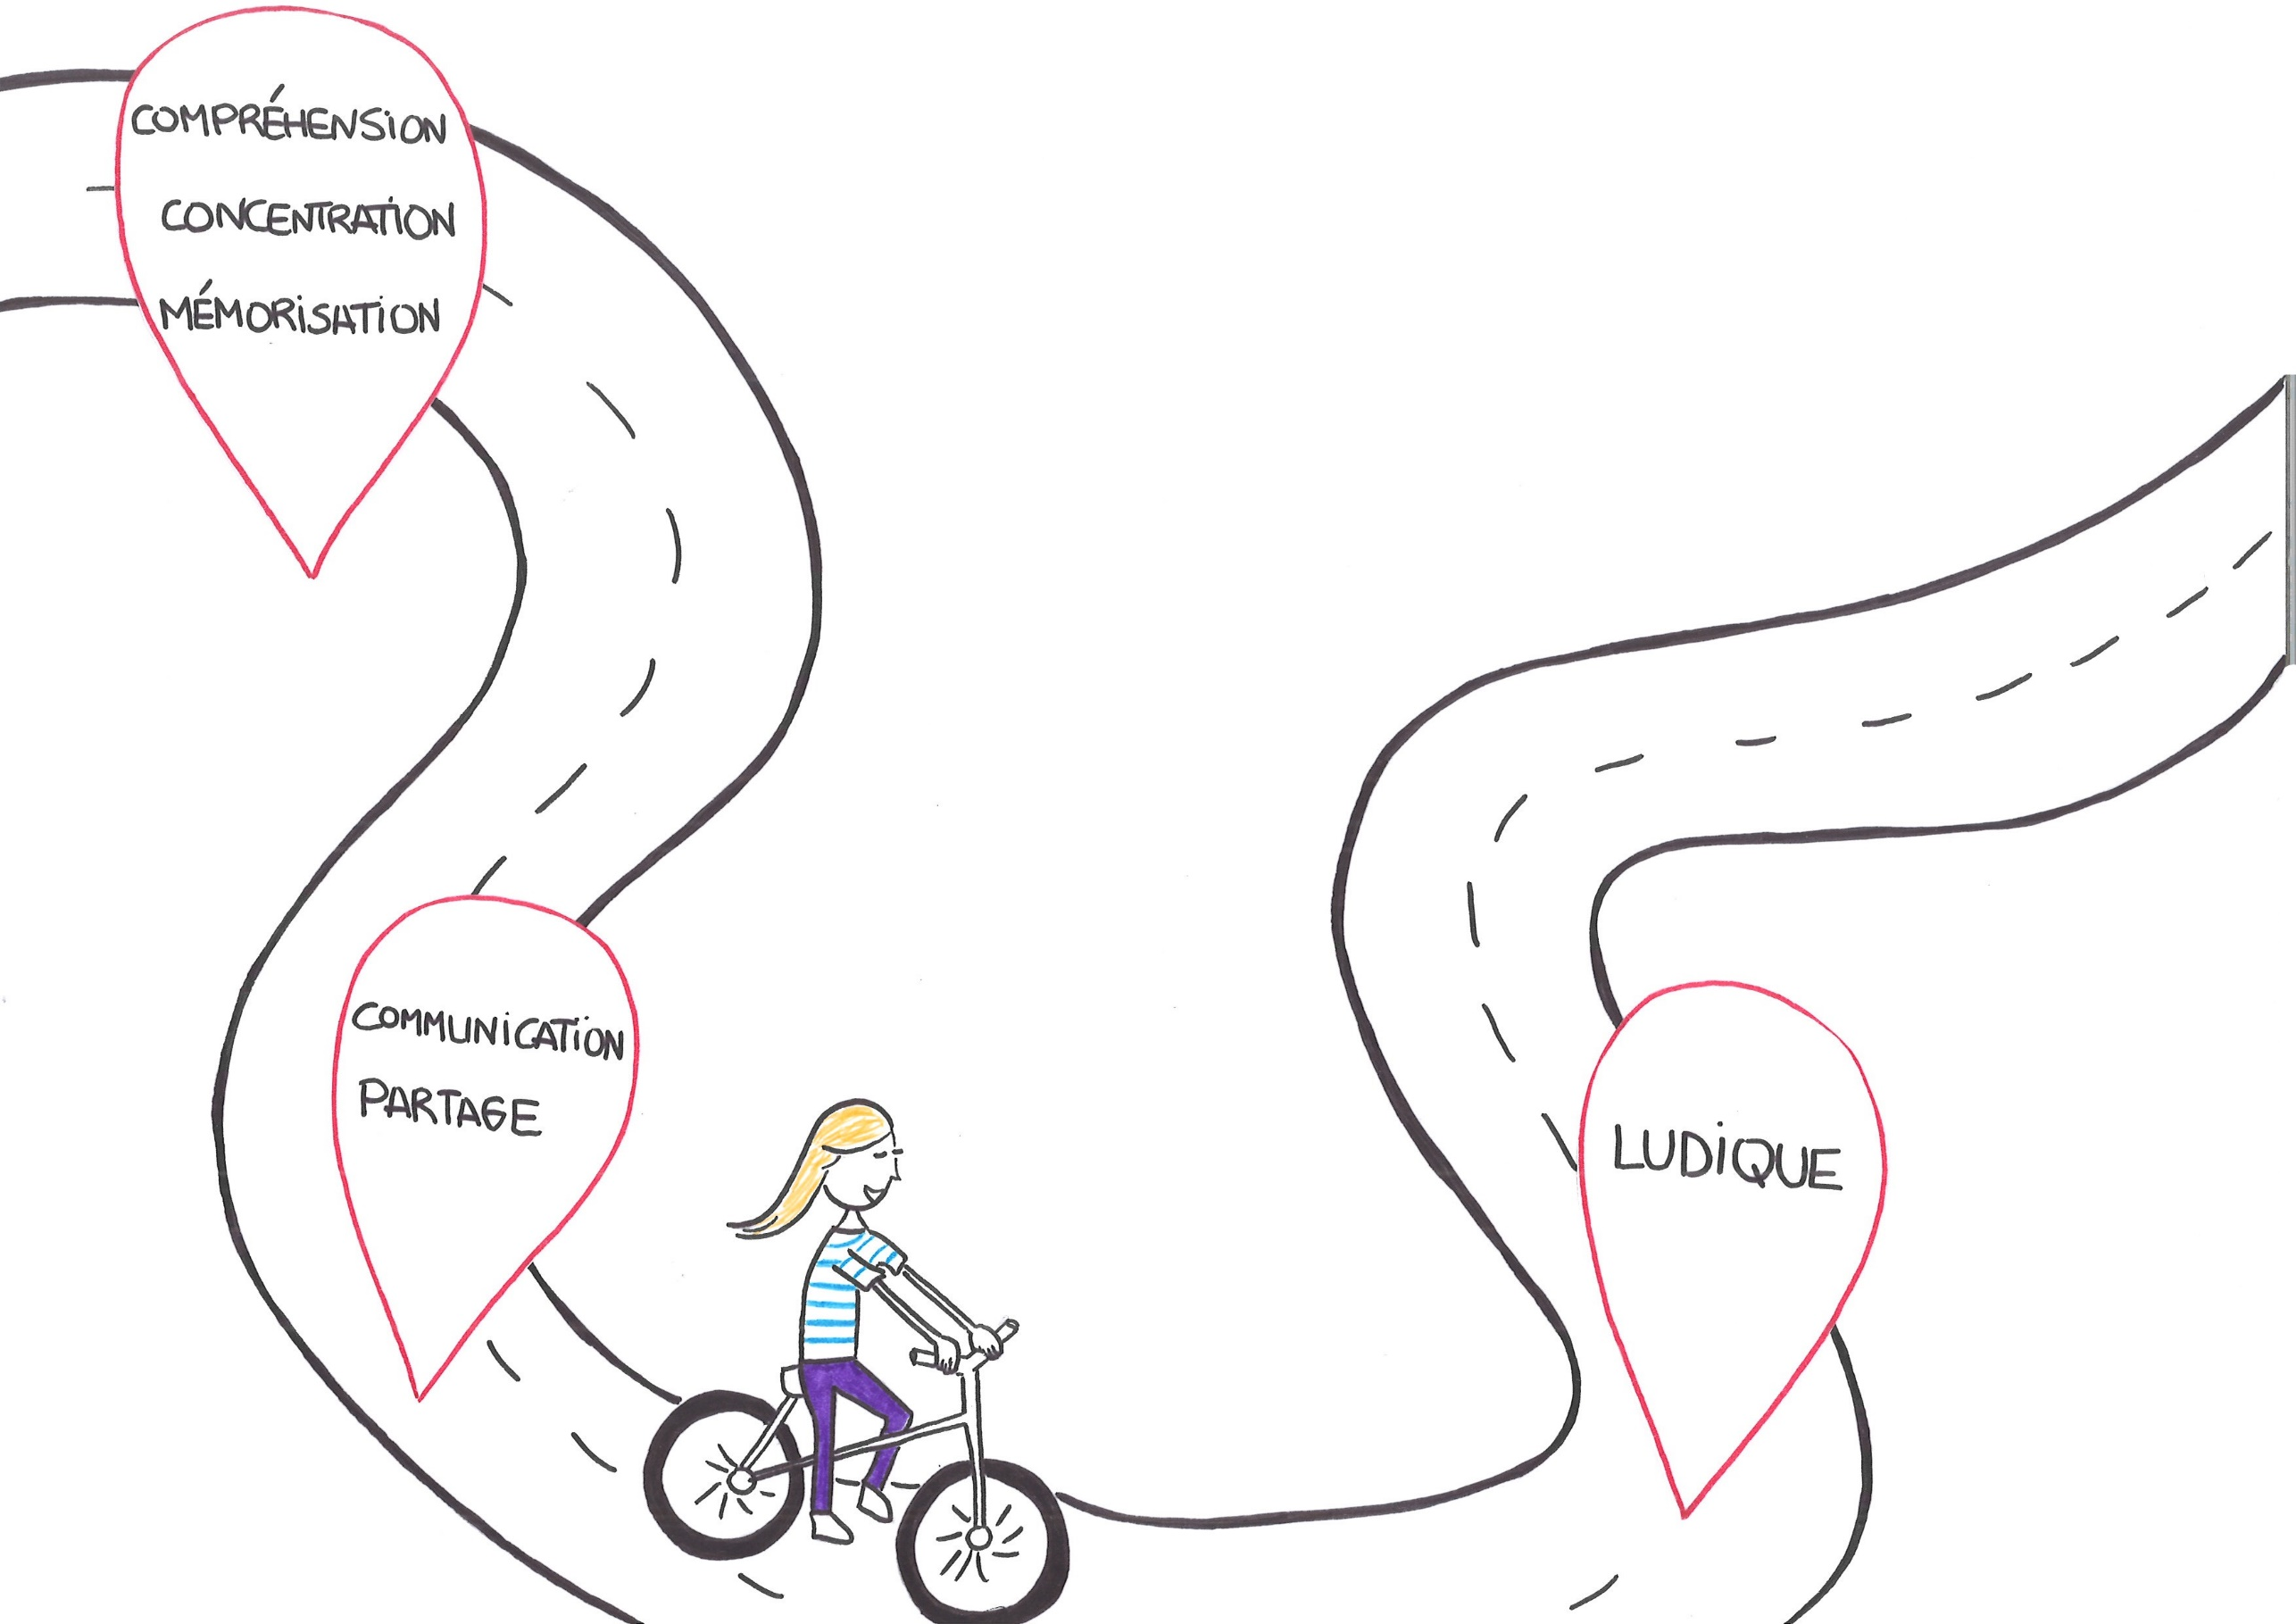 COMPRÉHENSION
CONCENTRATION
MÉMORISATION
COMMUNICATION
PARTAGE
LUDIQUE